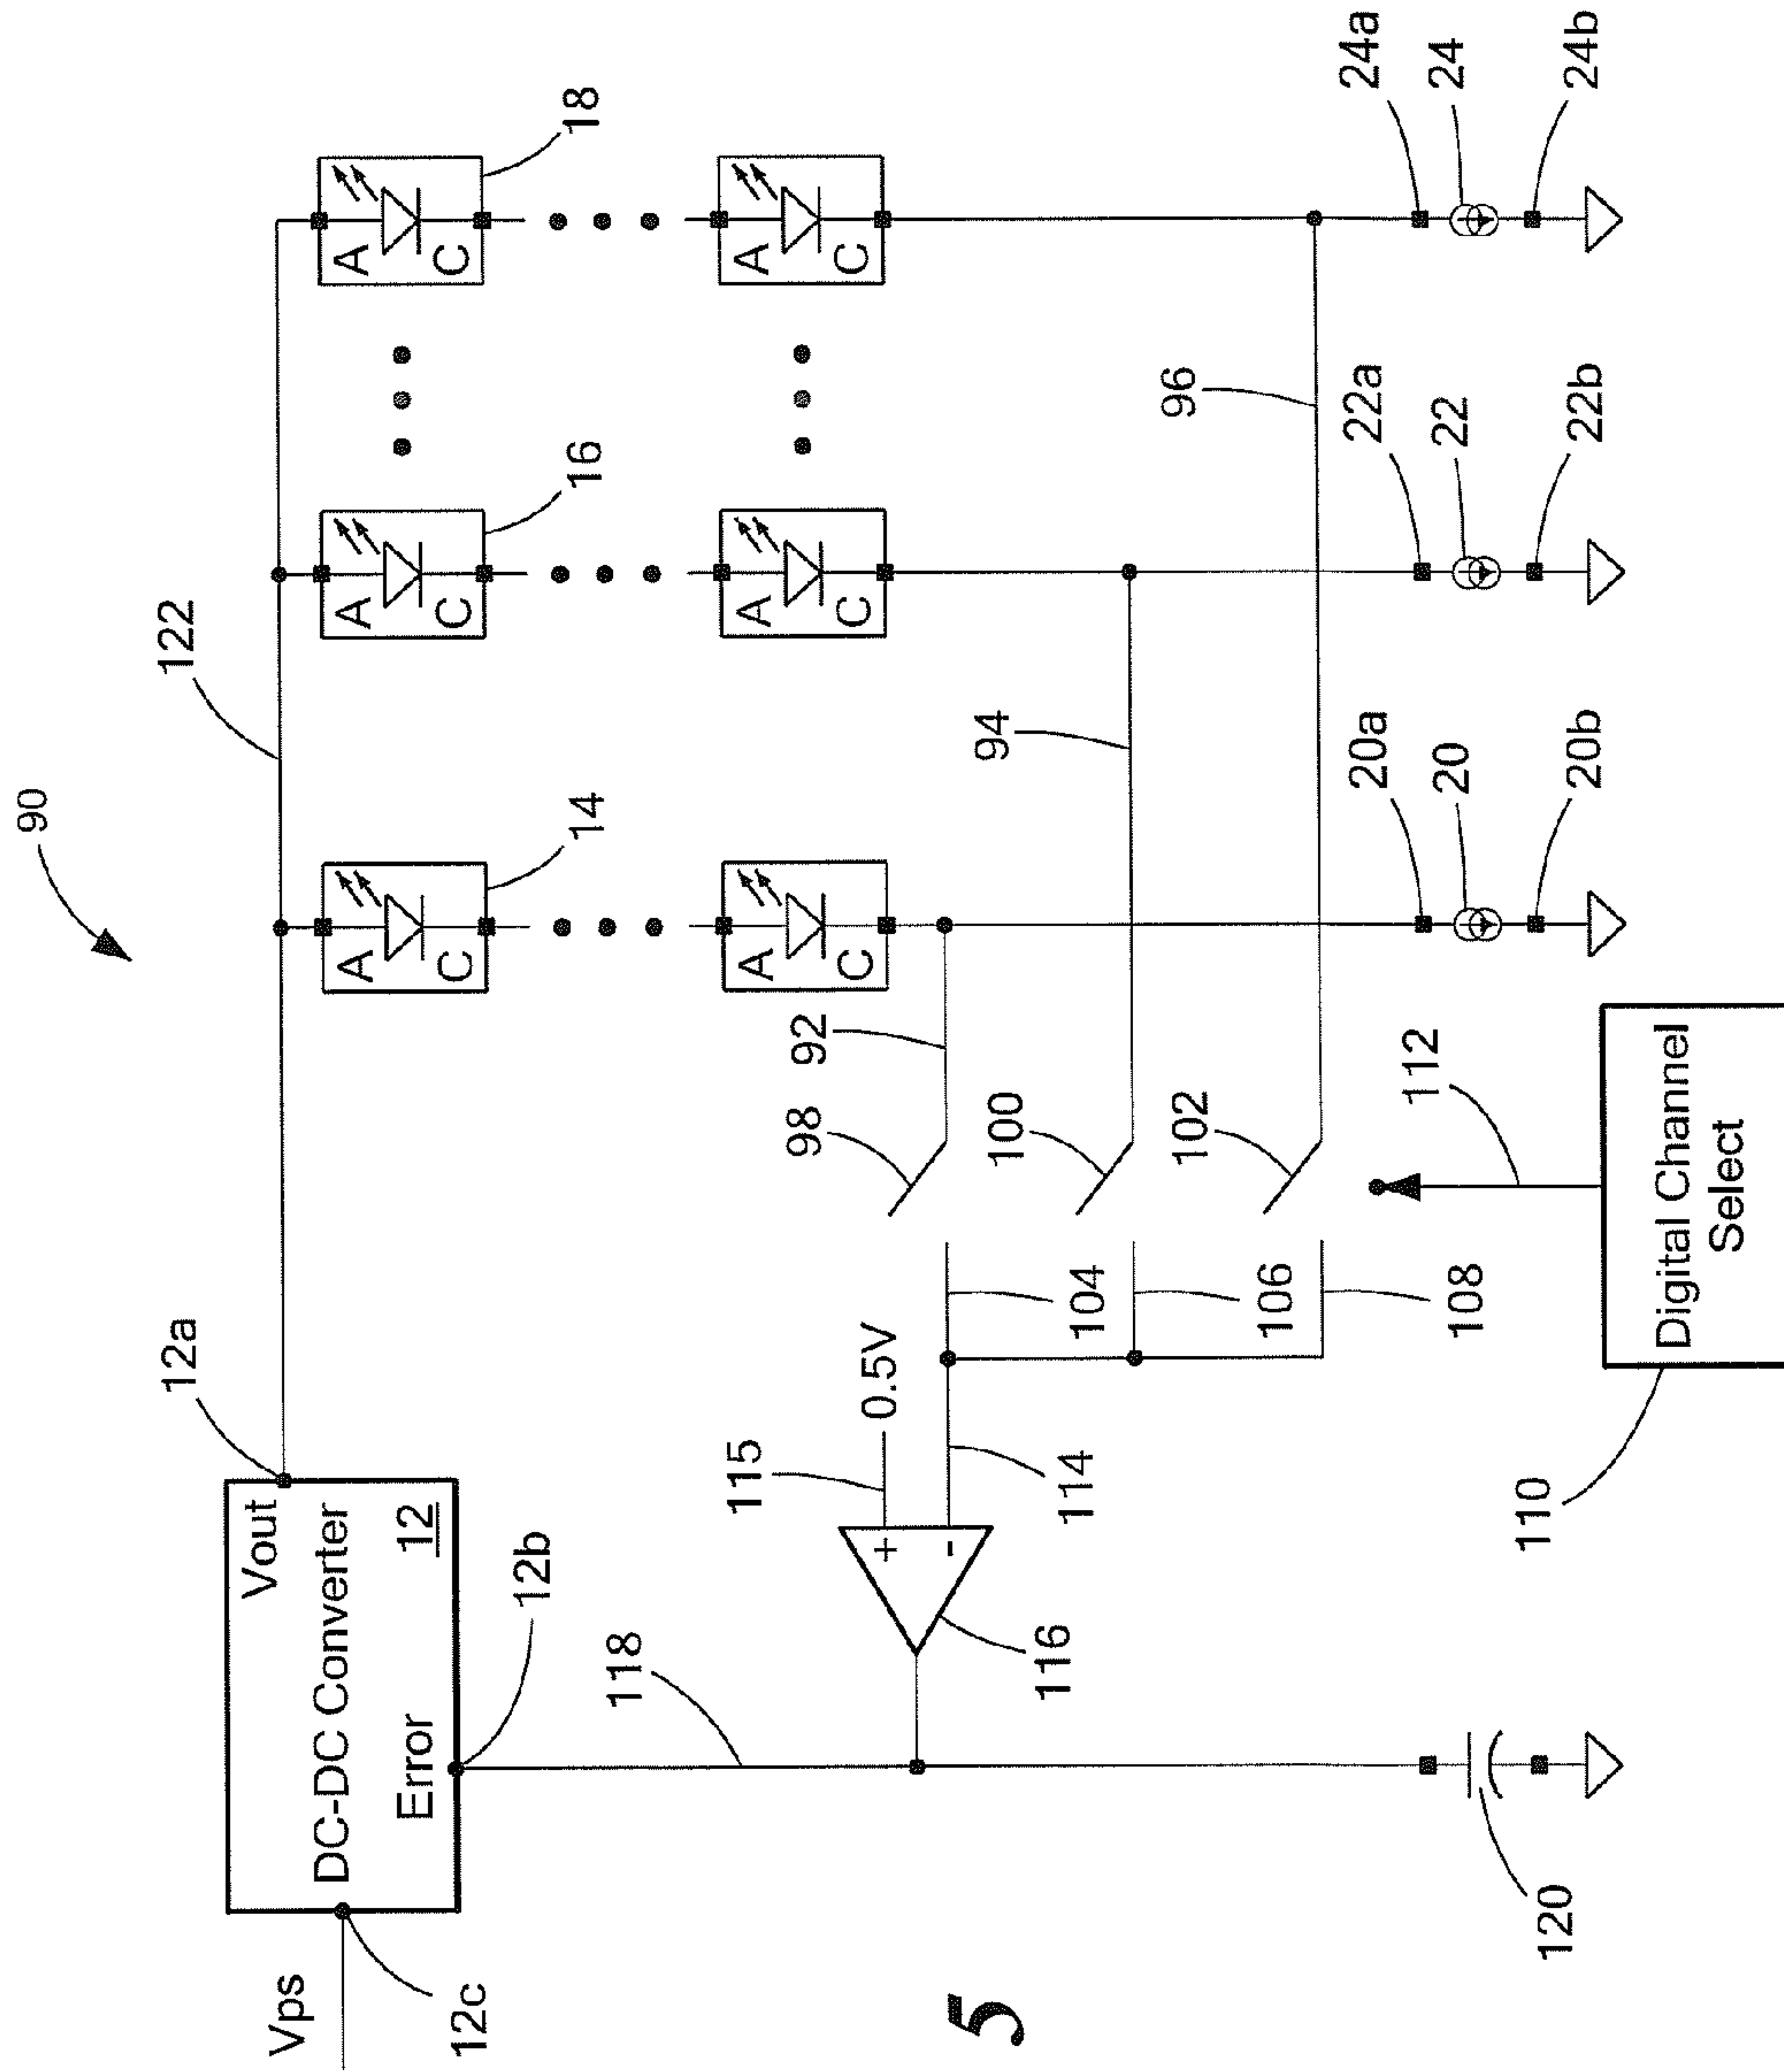 90
122
12a
Vps
12c
Vout
DC-DC Converter
12
Error
12b
A
C
14
A
C
16
A
C
18
A
C
A
C
A
C
118
115
0.5V
+
-
114
116
104
106
108
98
100
102
92
94
96
112
110
Digital Channel
Select
120
20a
20
20b
22a
22
22b
24a
24
24b
5